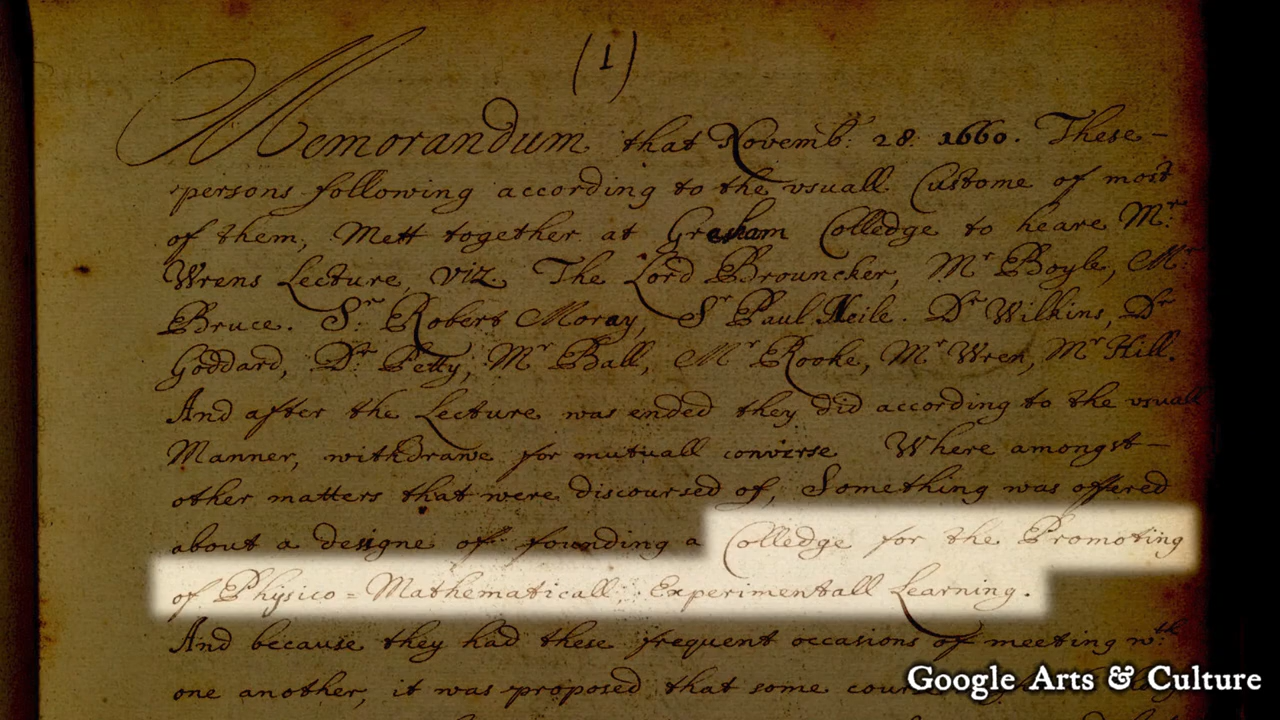 (1)
Memorandum that Novemb: 28. 1660. These
persons following according to the vsuall Custome of most
of them, Mett together at Gresham Colledge to heare Mr
Wrens Lecture, viz. The Lord Brouncker, Mr Boyle, Mr
Bruce. Sr Robert Moray, Sr Paul Neile. Dr Wilkins, Dr
Goddard, Dr Petty, Mr Ball, Mr Rooke, Mr Wren, Mr Hill.
And after the Lecture was ended they did according to the vsuall
Manner, withdrawe for mutuall converse. Where amongst
other matters that were discoursed of, Something was offered
about a designe of founding a Colledge for the Promoting
of Physico-Mathematicall Experimentall Learning.
And because they had these frequent occasions of meeting wth
one another, it was proposed that some
Google Arts & Culture